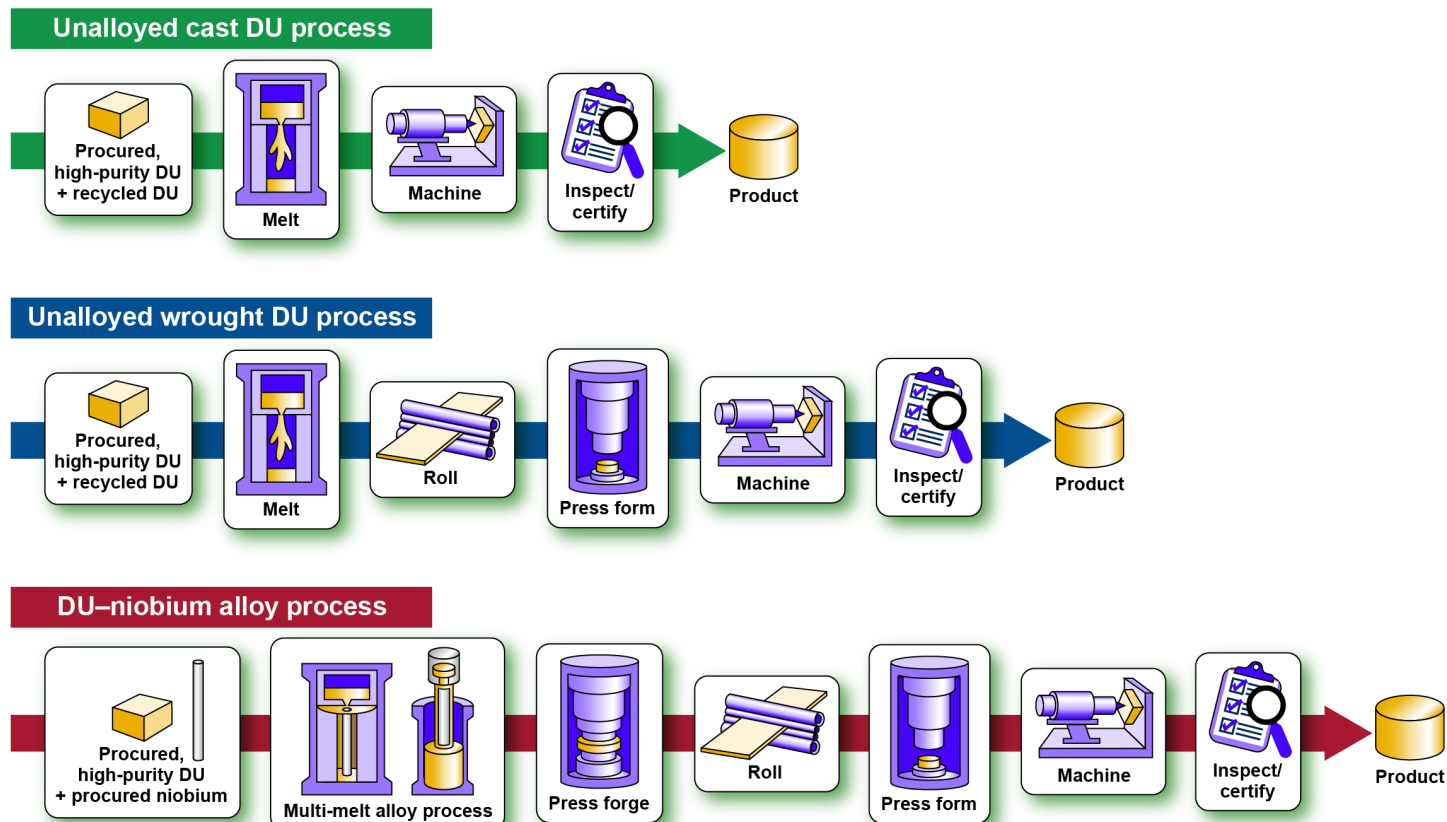 Unalloyed cast DU process
Procured,
high-purity DU
+ recycled DU
Melt
Machine
Inspect/
certify
Product
Unalloyed wrought DU process
Procured,
high-purity DU
+ recycled DU
Melt
Roll
Press form
Machine
Inspect/
certify
Product
DU–niobium alloy process
Procured,
high-purity DU
+ procured niobium
Multi-melt alloy process
Press forge
Roll
Press form
Machine
Inspect/
certify
Product